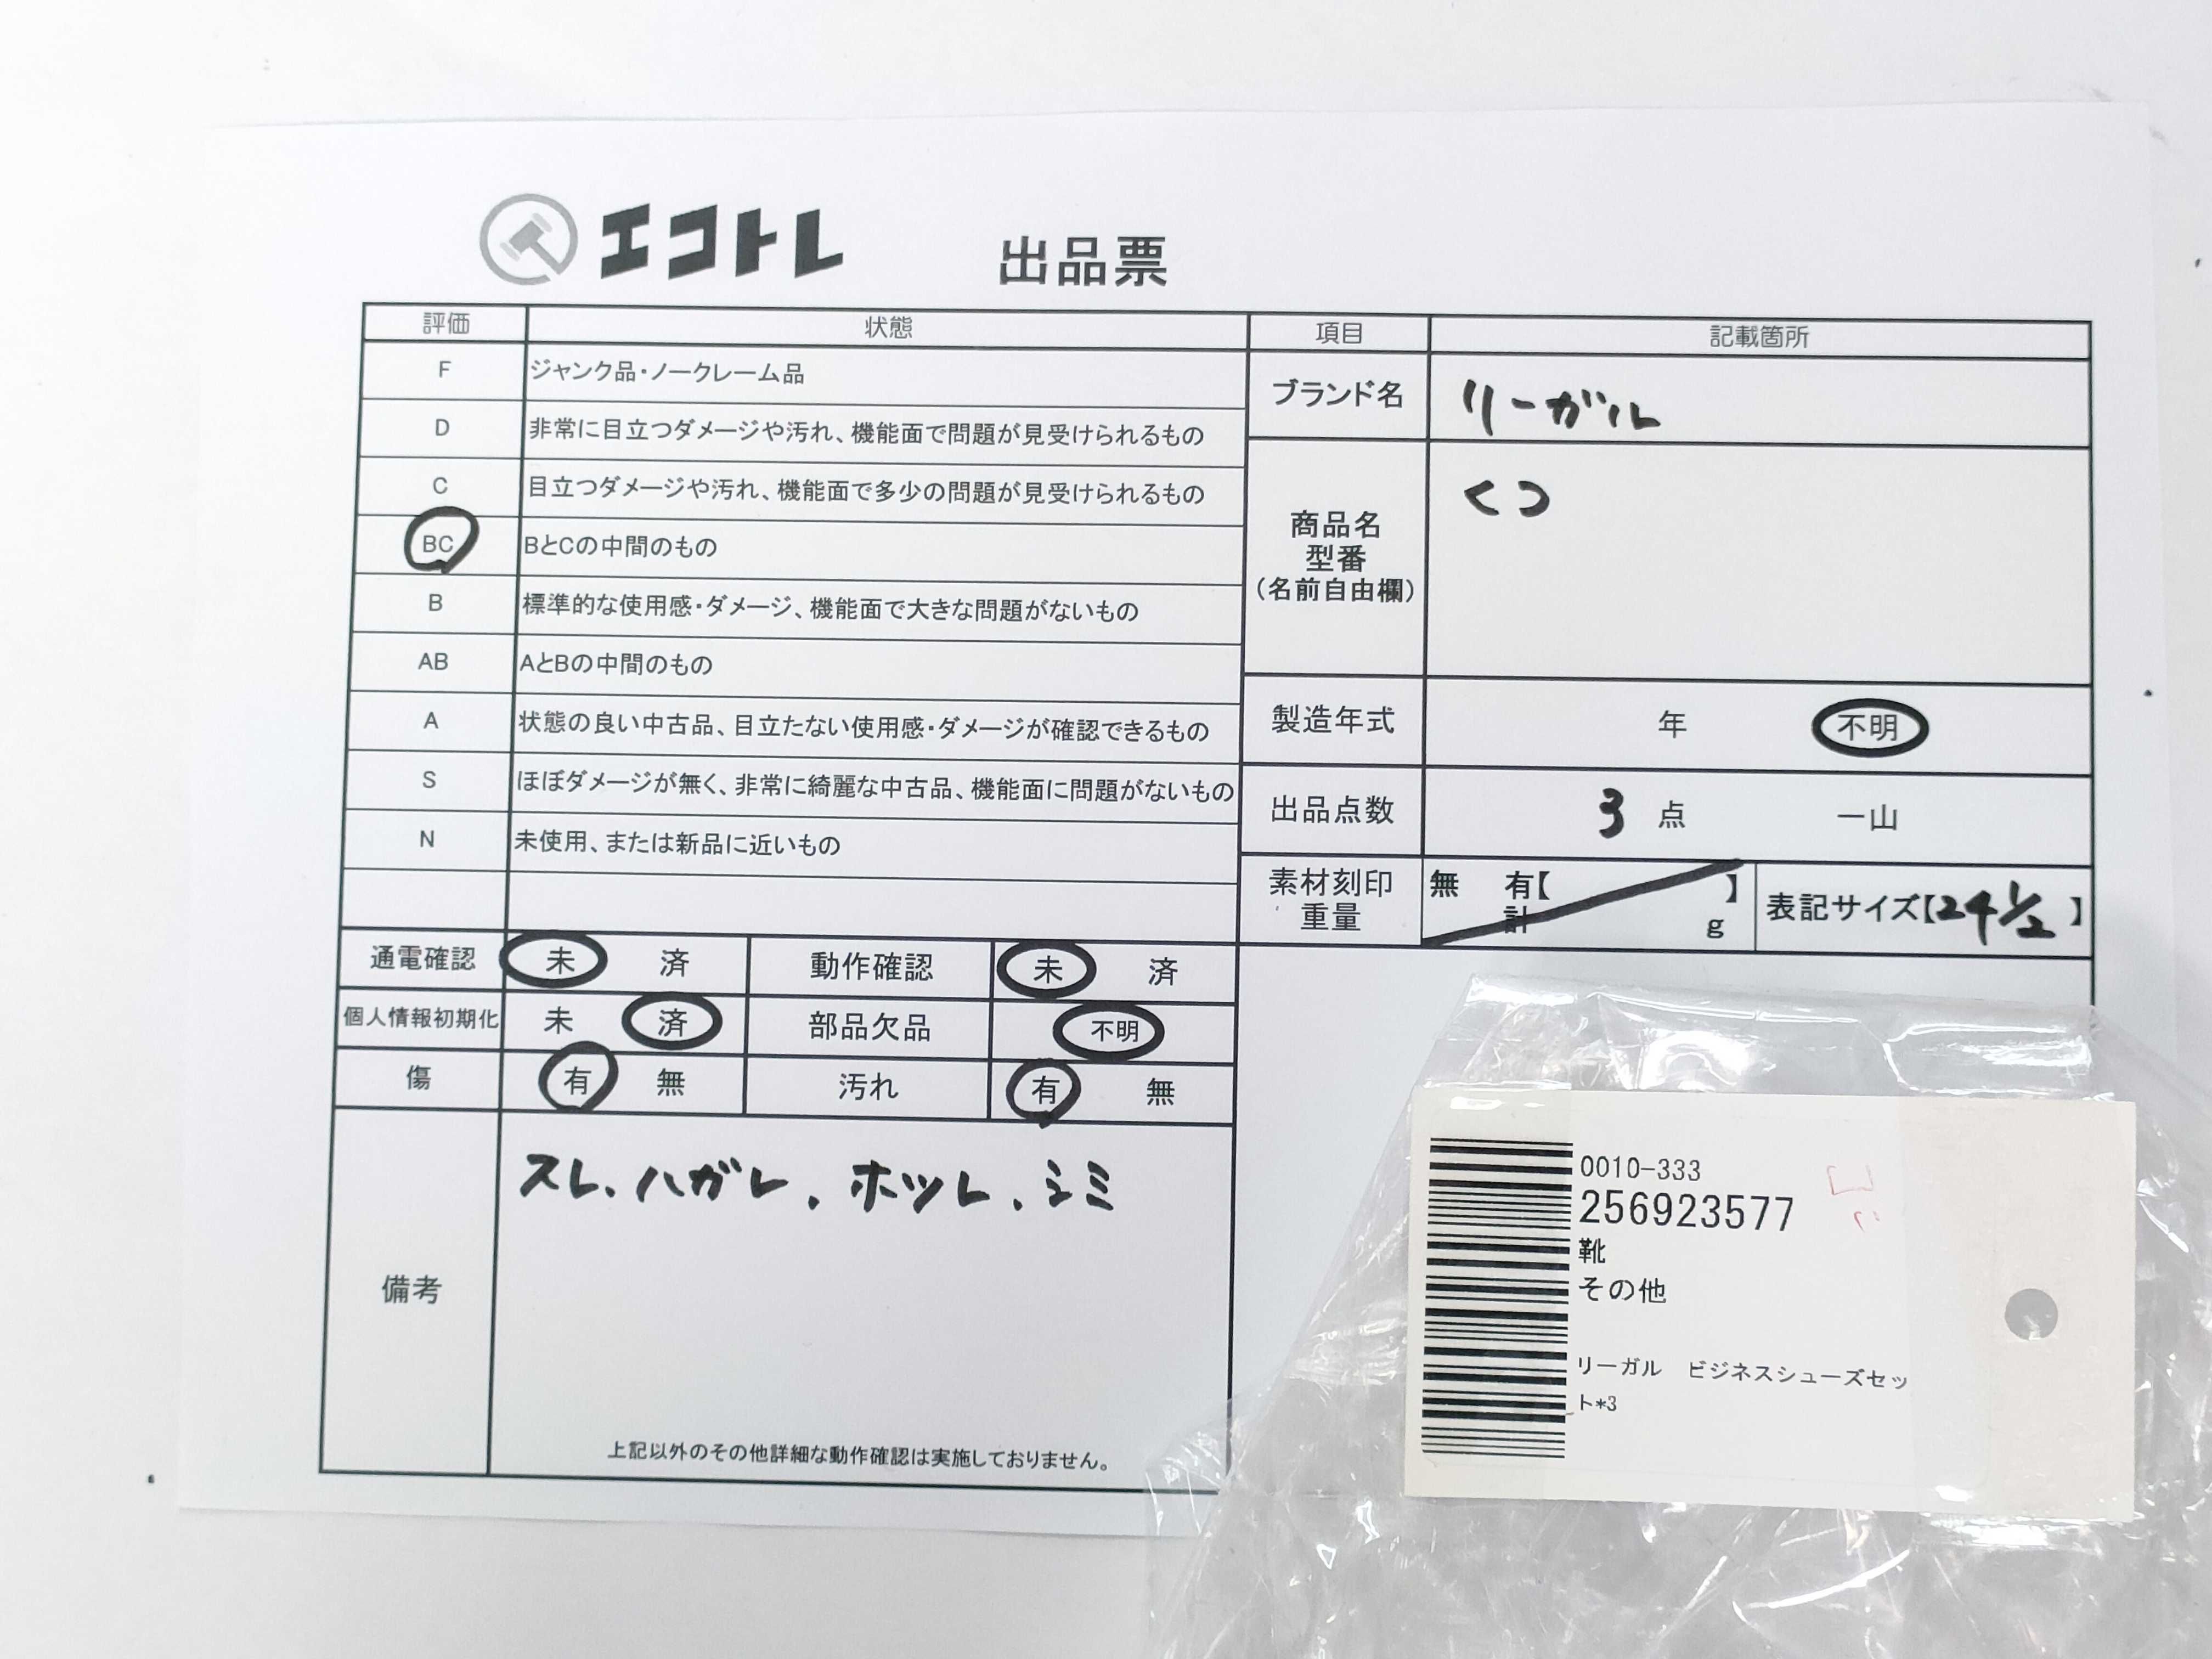 エコトレ 出品票
評価 状態 項目 記載箇所
F ジャンク品・ノークレーム品
D 非常に目立つダメージや汚れ、機能面で問題が見受けられるもの
C 目立つダメージや汚れ、機能面で多少の問題が見受けられるもの
BC BとCの中間のもの
B 標準的な使用感・ダメージ、機能面で大きな問題がないもの
AB AとBの中間のもの
A 状態の良い中古品、目立たない使用感・ダメージが確認できるもの
S ほぼダメージが無く、非常に綺麗な中古品、機能面に問題がないもの
N 未使用、または新品に近いもの
ブランド名 リーガル
商品名 くつ
型番
(名前自由欄)
製造年式 年 不明
出品点数 3 点 一山
素材刻印 無 有【 】
重量 計 g
表記サイズ【24 1/2】
通電確認 未 済 動作確認 未 済
個人情報初期化 未 済 部品欠品 不明
傷 有 無 汚れ 有 無
備考
スレ、ハガレ、ホツレ、シミ
上記以外のその他詳細な動作確認は実施しておりません。
0010-333
256923577
靴
その他
リーガル ビジネスシューズセッ
ト*3